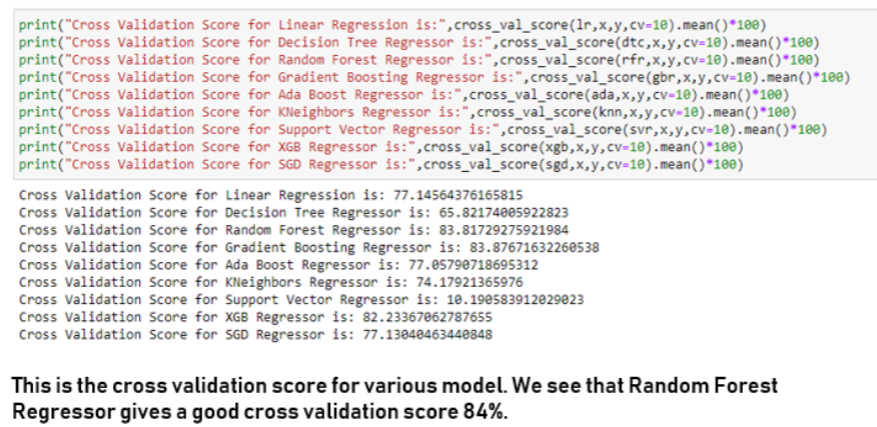 print("Cross Validation Score for Linear Regression is:",cross_val_score(lr,x,y,cv=10).mean()*100)
print("Cross Validation Score for Decision Tree Regressor is:",cross_val_score(dtc,x,y,cv=10).mean()*100)
print("Cross Validation Score for Random Forest Regressor is:",cross_val_score(rfr,x,y,cv=10).mean()*100)
print("Cross Validation Score for Gradient Boosting Regressor is:",cross_val_score(gbr,x,y,cv=10).mean()*100)
print("Cross Validation Score for Ada Boost Regressor is:",cross_val_score(ada,x,y,cv=10).mean()*100)
print("Cross Validation Score for KNeighbors Regressor is:",cross_val_score(knn,x,y,cv=10).mean()*100)
print("Cross Validation Score for Support Vector Regressor is:",cross_val_score(svr,x,y,cv=10).mean()*100)
print("Cross Validation Score for XGB Regressor is:",cross_val_score(xgb,x,y,cv=10).mean()*100)
print("Cross Validation Score for SGD Regressor is:",cross_val_score(sgd,x,y,cv=10).mean()*100)
Cross Validation Score for Linear Regression is: 77.14564376165815
Cross Validation Score for Decision Tree Regressor is: 65.82174005922823
Cross Validation Score for Random Forest Regressor is: 83.81729275921984
Cross Validation Score for Gradient Boosting Regressor is: 83.87671632260538
Cross Validation Score for Ada Boost Regressor is: 77.05790718695312
Cross Validation Score for KNeighbors Regressor is: 74.17921365976
Cross Validation Score for Support Vector Regressor is: 10.190583912029023
Cross Validation Score for XGB Regressor is: 82.23367062787655
Cross Validation Score for SGD Regressor is: 77.13040463440848
This is the cross validation score for various model. We see that Random Forest
Regressor gives a good cross validation score 84%.